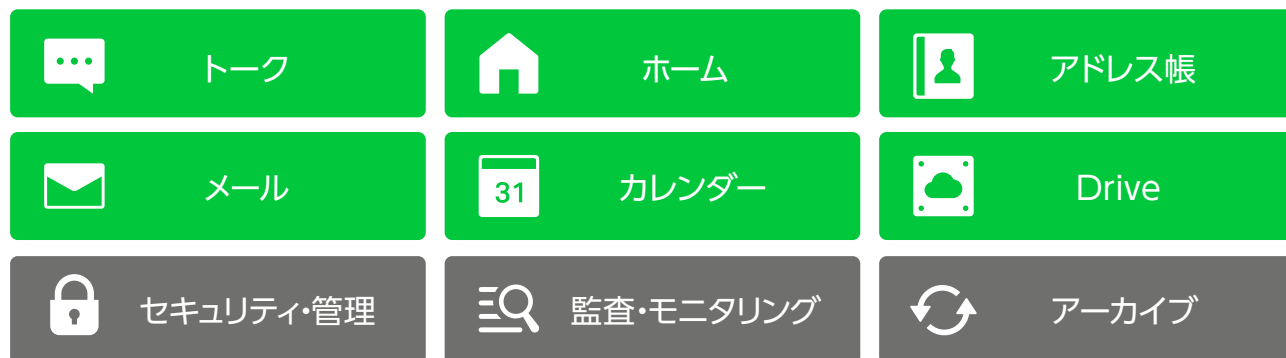 トーク
ホーム
アドレス帳
メール
31
カレンダー
Drive
セキュリティ・管理
監査・モニタリング
アーカイブ